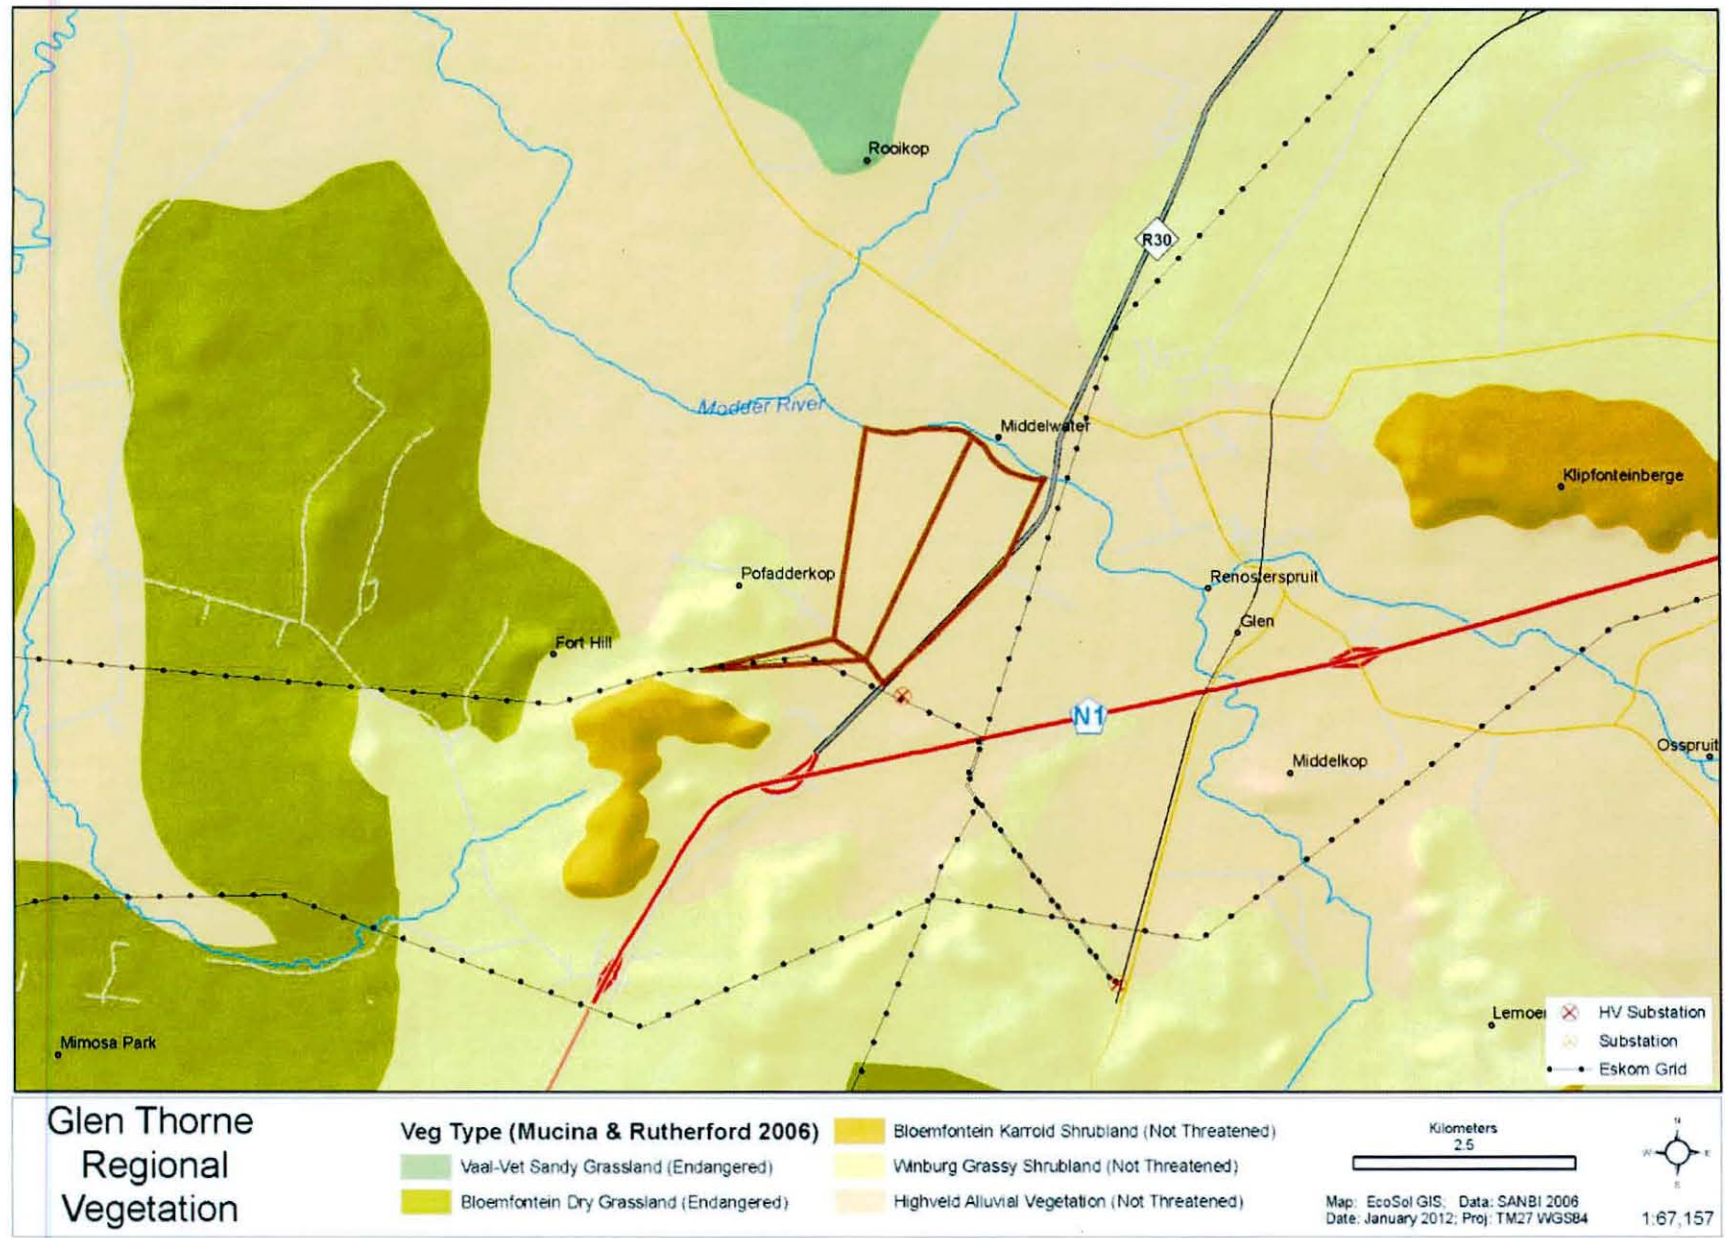 Rooikop
R30
Modder River
Middelwater
Klipfonteinberge
Pofadderkop
Renosterspruit
Glen
Fort Hill
N1
Osspruit
Middelkop
Lemoer
Mimosa Park
HV Substation
Substation
Eskom Grid
Glen Thorne
Regional
Vegetation
Veg Type (Mucina & Rutherford 2006)
Vaal-Vet Sandy Grassland (Endangered)
Bloemfontein Dry Grassland (Endangered)
Bloemfontein Karroid Shrubland (Not Threatened)
Winburg Grassy Shrubland (Not Threatened)
Highveld Alluvial Vegetation (Not Threatened)
Kilometers
2.5
N
W
E
S
Map: EcoSol GIS; Data: SANBI 2006
Date: January 2012; Proj: TM27 WGS84
1:67,157